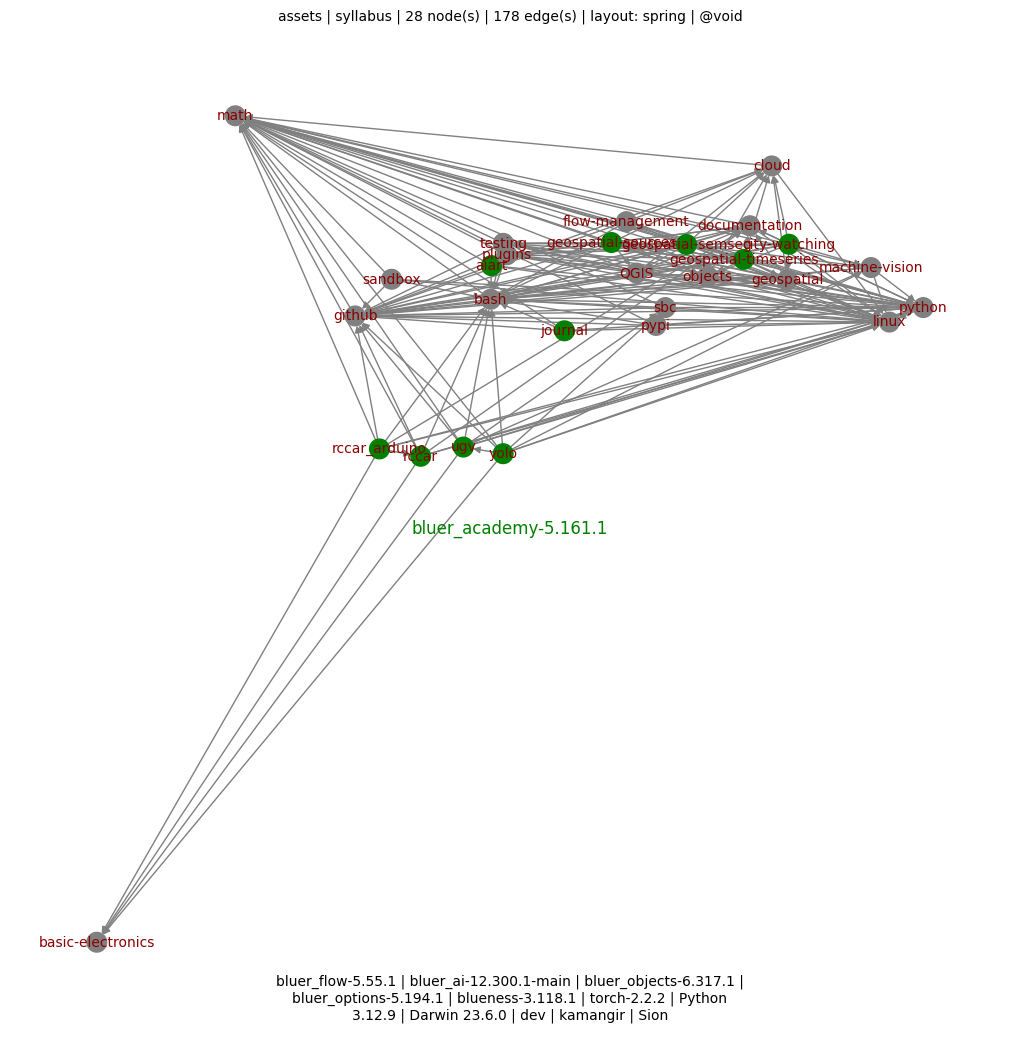 assets | syllabus | 28 node(s) | 178 edge(s) | layout: spring | @void
math
cloud
flow-management
documentation
testing
geospatial-sources
geospatial-semseg
city-watching
plugins
geospatial-timeseries
aiart
machine-vision
QGIS
objects
geospatial
sandbox
bash
sbc
python
github
linux
journal
pypi
rccar_arduino
rccar
ugv
yolo
bluer_academy-5.161.1
basic-electronics
bluer_flow-5.55.1 | bluer_ai-12.300.1-main | bluer_objects-6.317.1 |
bluer_options-5.194.1 | blueness-3.118.1 | torch-2.2.2 | Python
3.12.9 | Darwin 23.6.0 | dev | kamangir | Sion